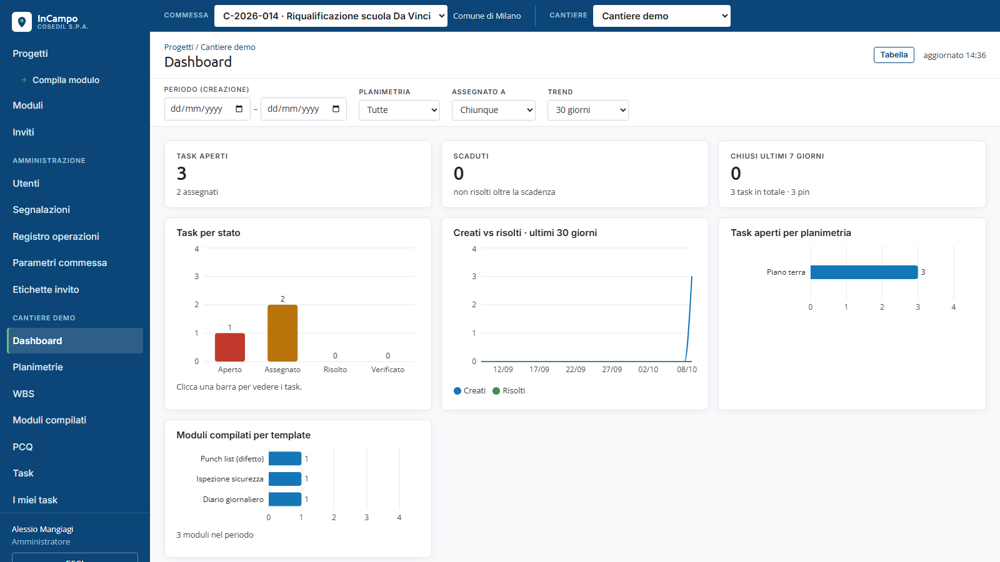 InCampo
COSEDIL S.P.A.
COMMESSA
C-2026-014 · Riqualificazione scuola Da Vinci
Comune di Milano
CANTIERE
Cantiere demo
Progetti
+ Compila modulo
Moduli
Inviti
AMMINISTRAZIONE
Utenti
Segnalazioni
Registro operazioni
Parametri commessa
Etichette invito
CANTIERE DEMO
Dashboard
Planimetrie
WBS
Moduli compilati
PCQ
Task
I miei task
Alessio Mangiagi
Amministratore
Progetti / Cantiere demo
Dashboard
Tabella
aggiornato 14:36
PERIODO (CREAZIONE)
dd/mm/yyyy – dd/mm/yyyy
PLANIMETRIA
Tutte
ASSEGNATO A
Chiunque
TREND
30 giorni
TASK APERTI
3
2 assegnati
SCADUTI
0
non risolti oltre la scadenza
CHIUSI ULTIMI 7 GIORNI
0
3 task in totale · 3 pin
Task per stato
4
3
2
1
0
1
2
0
0
Aperto Assegnato Risolto Verificato
Clicca una barra per vedere i task.
Creati vs risolti · ultimi 30 giorni
4
3
2
1
0
12/09 17/09 22/09 27/09 02/10 08/10
Creati Risolti
Task aperti per planimetria
Piano terra 3
0 1 2 3 4
Moduli compilati per template
Punch list (difetto) 1
Ispezione sicurezza 1
Diario giornaliero 1
0 1 2 3 4
3 moduli nel periodo